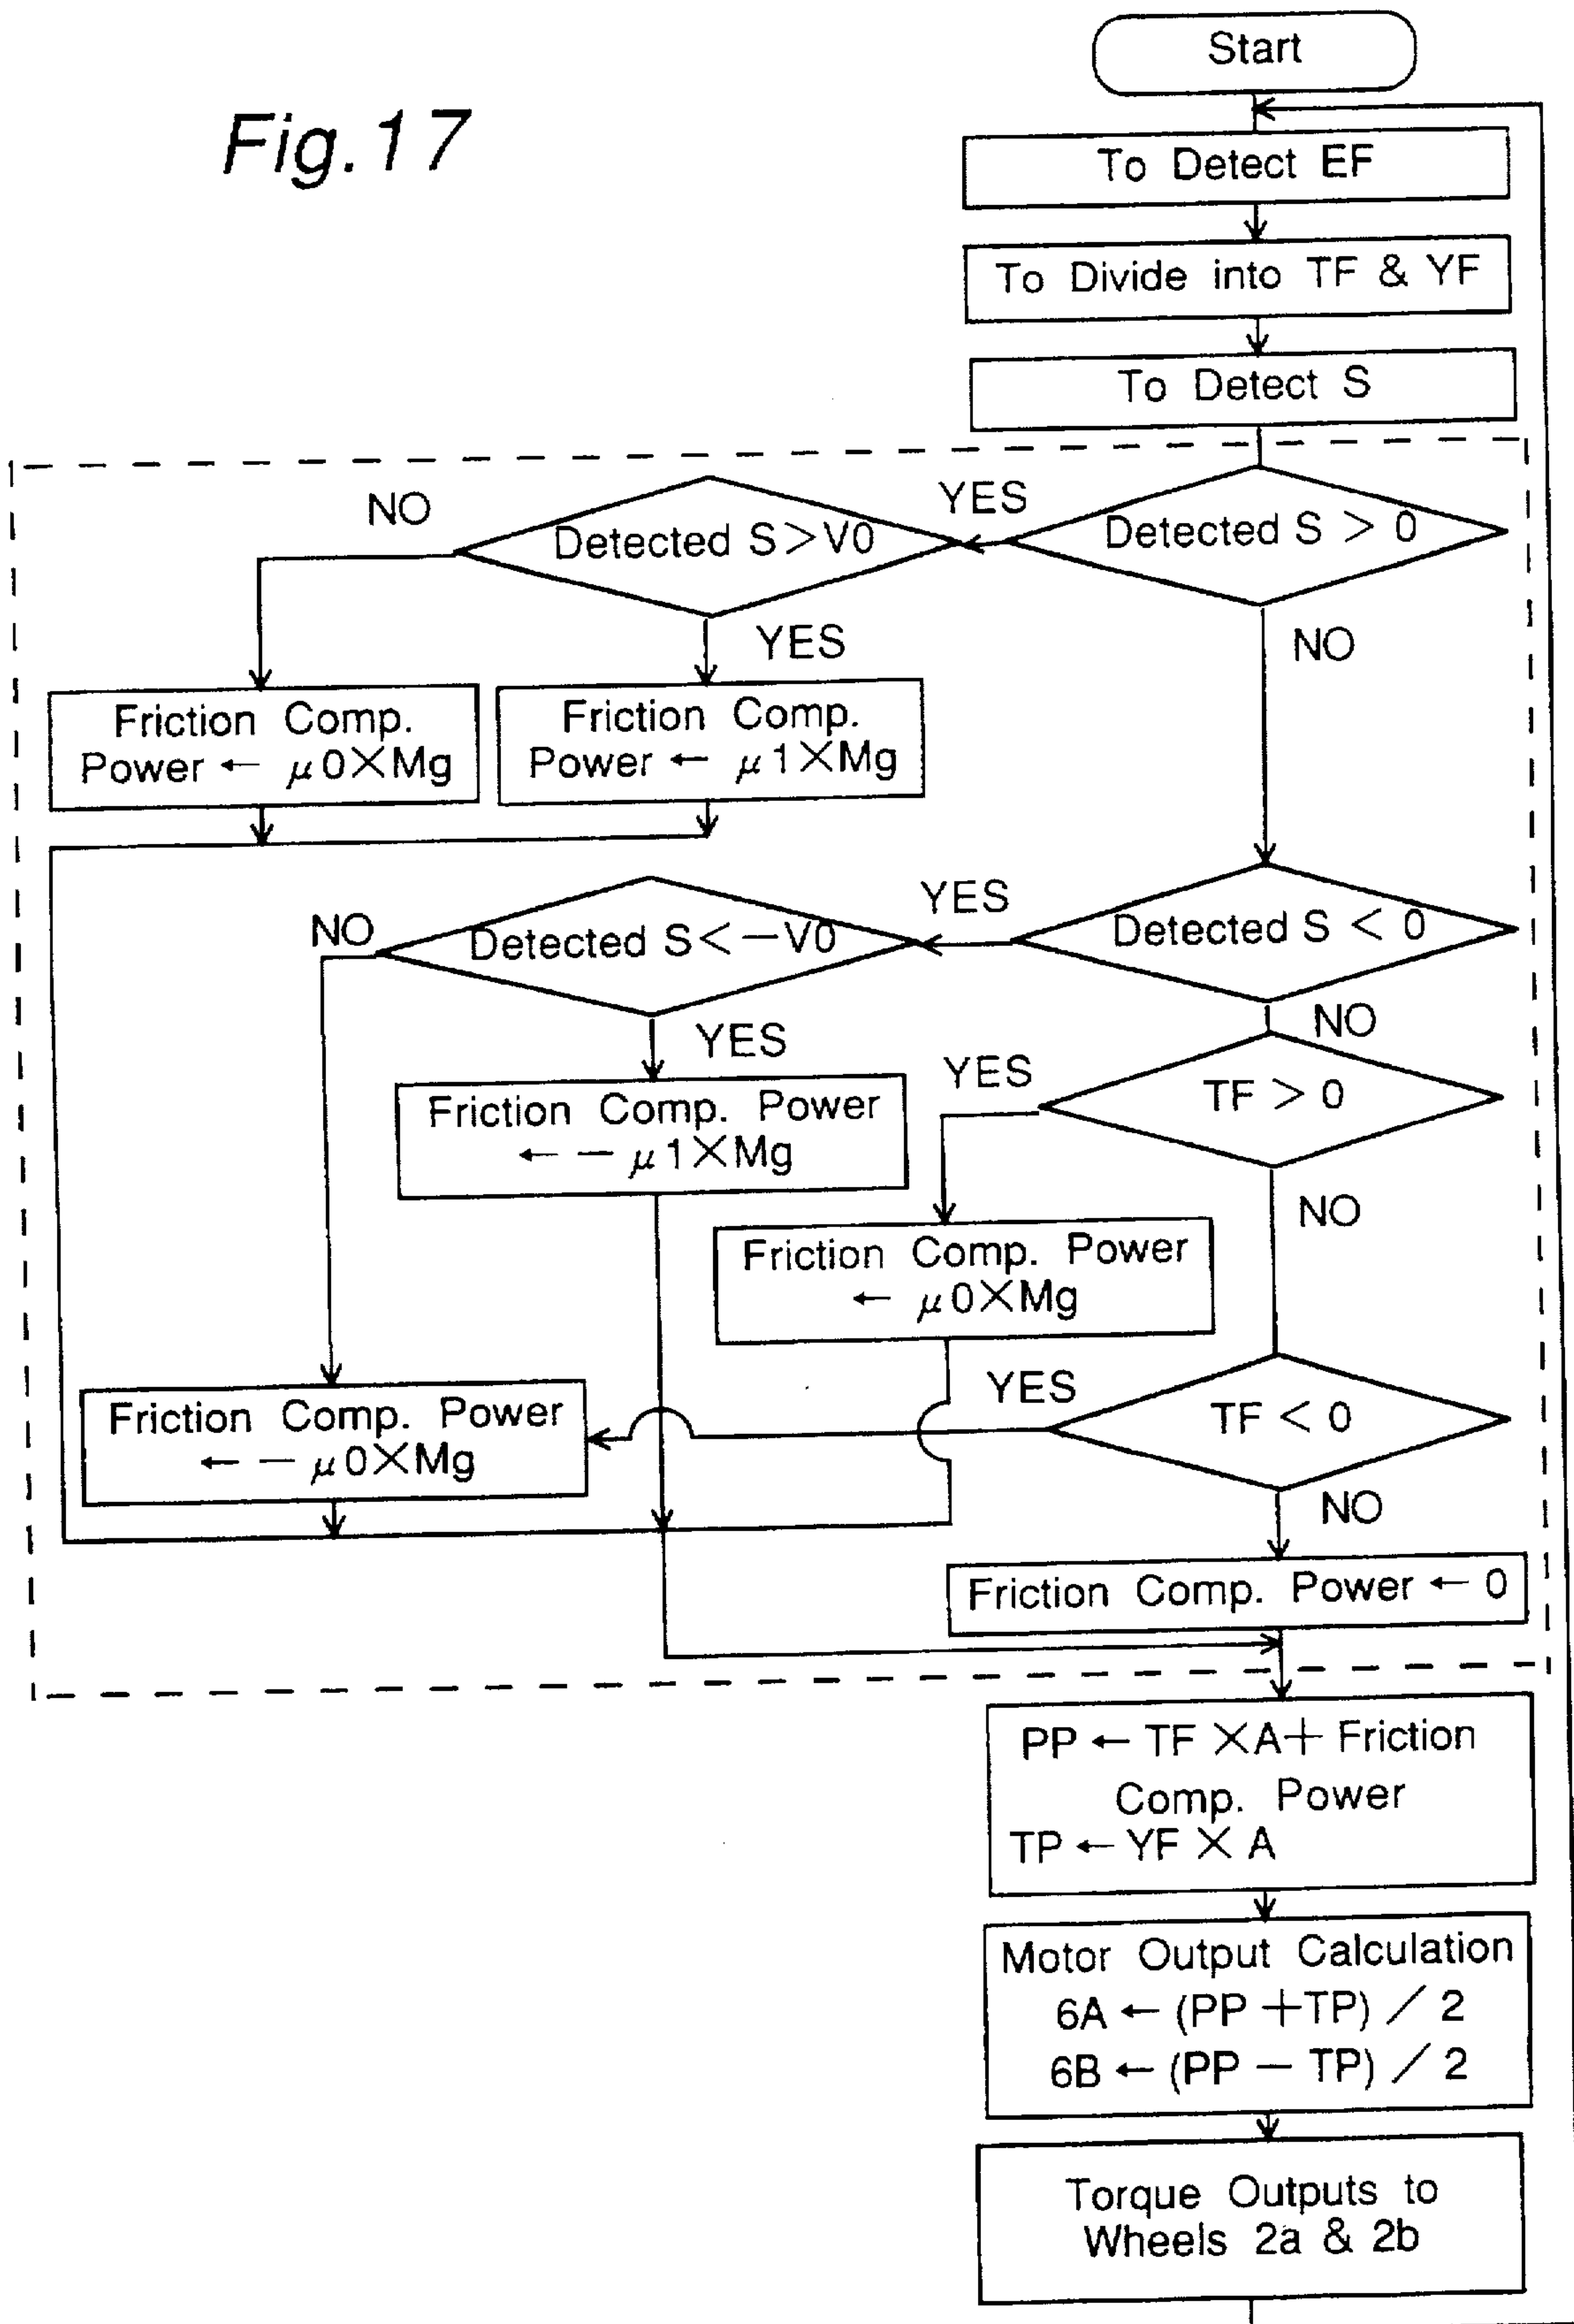 Fig.17
Start
To Detect EF
To Divide into TF & YF
To Detect S
Detected S > 0
YES
NO
Detected S>V0
NO
YES
Friction Comp.
Power ← μ0×Mg
Friction Comp.
Power ← μ1×Mg
Detected S < 0
YES
NO
Detected S<-V0
NO
YES
Friction Comp. Power
← - μ1×Mg
TF > 0
YES
NO
Friction Comp. Power
← μ0×Mg
TF < 0
YES
NO
Friction Comp. Power
← - μ0×Mg
Friction Comp. Power ← 0
PP ← TF ×A+ Friction
Comp. Power
TP ← YF × A
Motor Output Calculation
6A ← (PP +TP) / 2
6B ← (PP - TP) / 2
Torque Outputs to
Wheels 2a & 2b